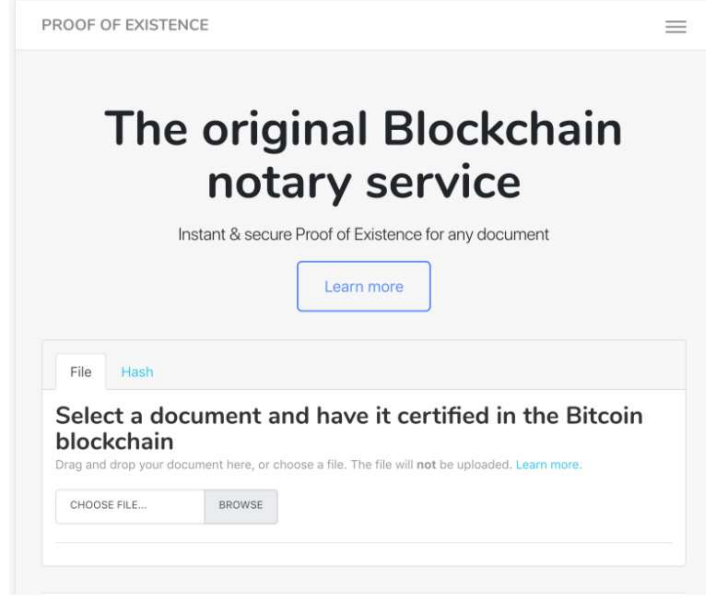 PROOF OF EXISTENCE
The original Blockchain
notary service
Instant & secure Proof of Existence for any document
Learn more
File Hash
Select a document and have it certified in the Bitcoin
blockchain
Drag and drop your document here, or choose a file. The file will not be uploaded. Learn more.
CHOOSE FILE... BROWSE